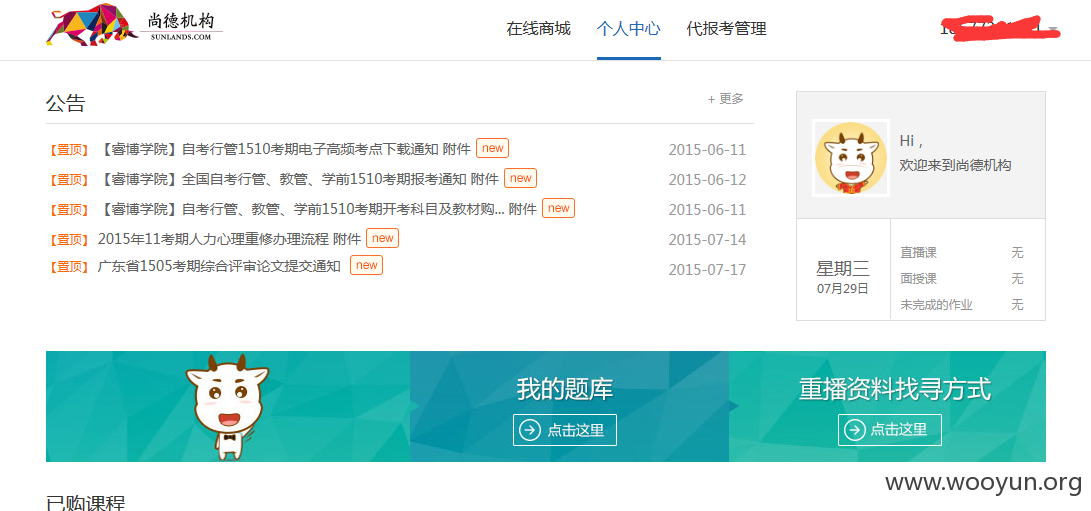 尚德机构
SUNLANDS.COM
在线商城 个人中心 代报考管理
公告
+ 更多
【置顶】 【睿博学院】自考行管1510考期电子高频考点下载通知 附件 new 2015-06-11
【置顶】 【睿博学院】全国自考行管、教管、学前1510考期报考通知 附件 new 2015-06-12
【置顶】 【睿博学院】自考行管、教管、学前1510考期开考科目及教材购... 附件 new 2015-06-11
【置顶】 2015年11考期人力心理重修办理流程 附件 new 2015-07-14
【置顶】 广东省1505考期综合评审论文提交通知 new 2015-07-17
Hi ,
欢迎来到尚德机构
星期三
07月29日
直播课 无
面授课 无
未完成的作业 无
我的题库
点击这里
重播资料找寻方式
点击这里
已购课程
www.wooyun.org